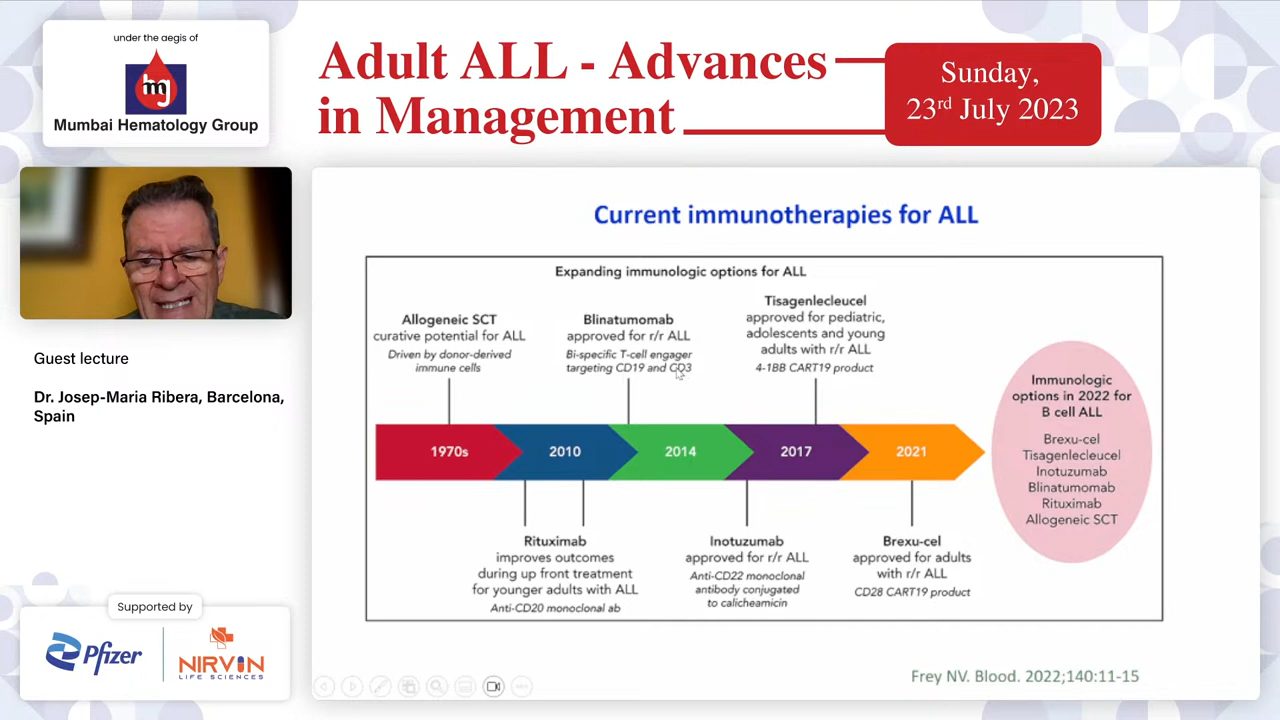 under the aegis of
mj
Mumbai Hematology Group
Adult ALL - Advances
in Management
Sunday,
23rd July 2023
Guest lecture
Dr. Josep-Maria Ribera, Barcelona,
Spain
Supported by
Pfizer
NIRVIN
LIFE SCIENCES
Current immunotherapies for ALL
Expanding immunologic options for ALL
Allogeneic SCT
curative potential for ALL
Driven by donor-derived
immune cells
Blinatumomab
approved for r/r ALL
Bi-specific T-cell engager
targeting CD19 and CD3
Tisagenlecleucel
approved for pediatric,
adolescents and young
adults with r/r ALL
4-1BB CART19 product
1970s
2010
2014
2017
2021
Rituximab
improves outcomes
during up front treatment
for younger adults with ALL
Anti-CD20 monoclonal ab
Inotuzumab
approved for r/r ALL
Anti-CD22 monoclonal
antibody conjugated
to calicheamicin
Brexu-cel
approved for adults
with r/r ALL
CD28 CART19 product
Immunologic
options in 2022 for
B cell ALL
Brexu-cel
Tisagenlecleucel
Inotuzumab
Blinatumomab
Rituximab
Allogeneic SCT
Frey NV. Blood. 2022;140:11-15